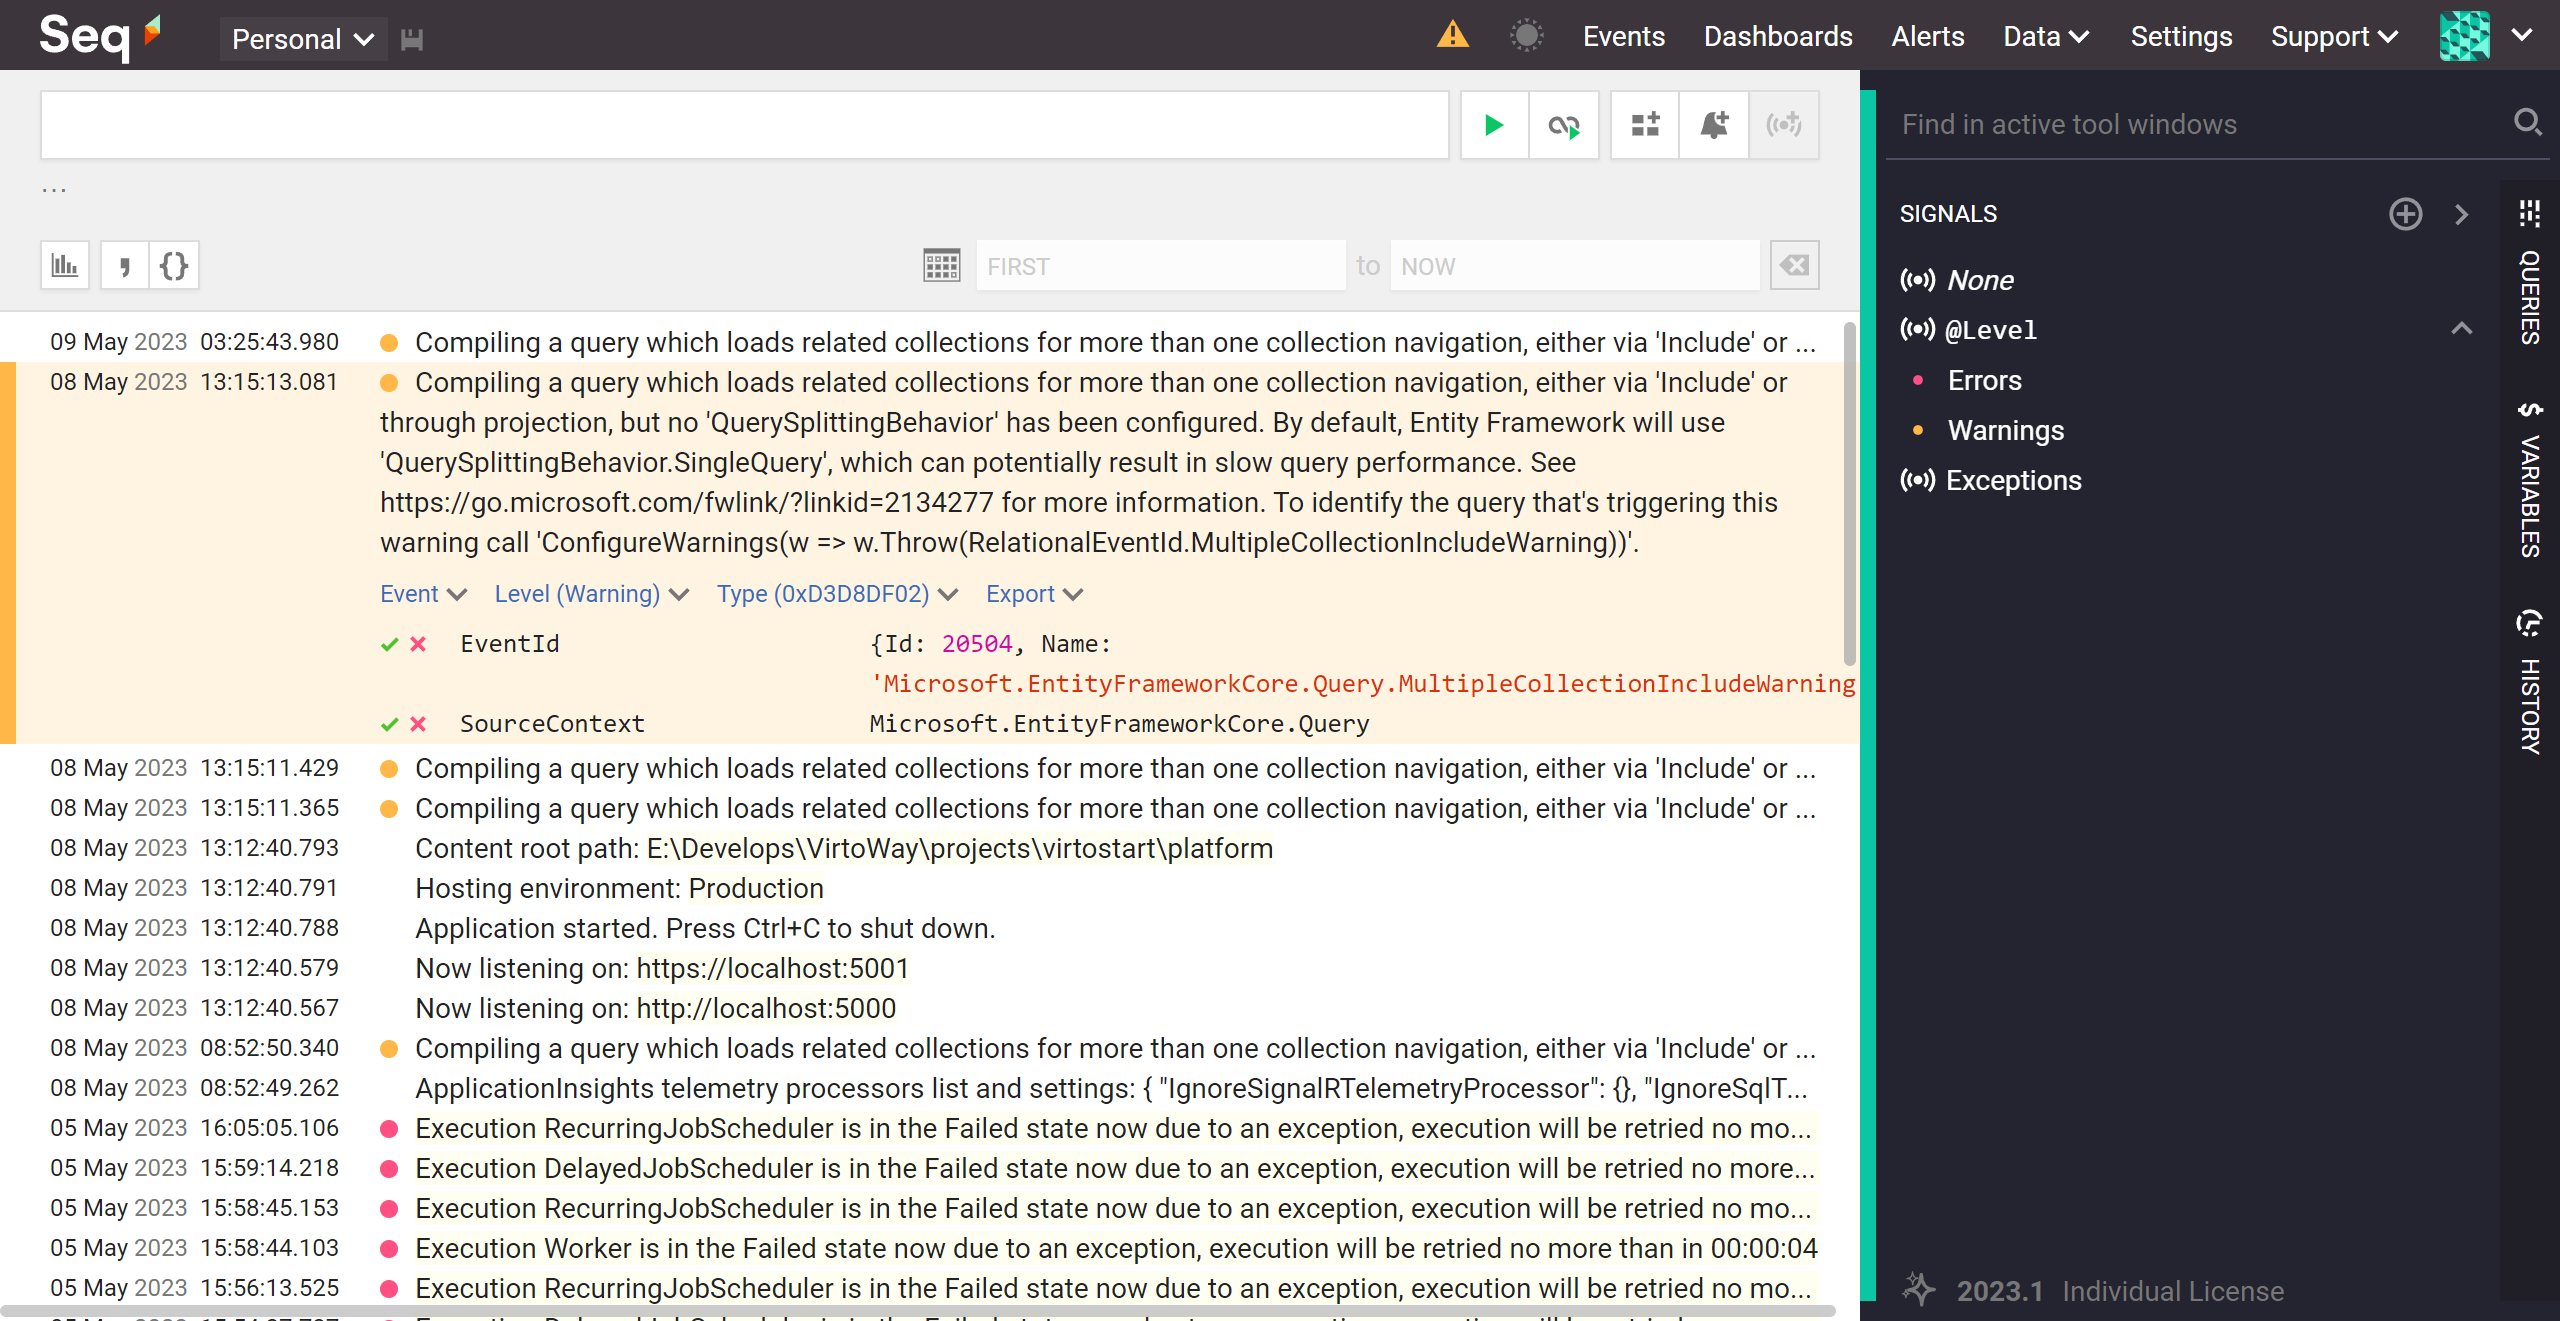 Seq
Personal
Events Dashboards Alerts Data Settings Support
...
FIRST to NOW
09 May 2023 03:25:43.980 Compiling a query which loads related collections for more than one collection navigation, either via 'Include' or ...
08 May 2023 13:15:13.081 Compiling a query which loads related collections for more than one collection navigation, either via 'Include' or
through projection, but no 'QuerySplittingBehavior' has been configured. By default, Entity Framework will use
'QuerySplittingBehavior.SingleQuery', which can potentially result in slow query performance. See
https://go.microsoft.com/fwlink/?linkid=2134277 for more information. To identify the query that's triggering this
warning call 'ConfigureWarnings(w => w.Throw(RelationalEventId.MultipleCollectionIncludeWarning))'.
Event Level (Warning) Type (0xD3D8DF02) Export
EventId {Id: 20504, Name:
'Microsoft.EntityFrameworkCore.Query.MultipleCollectionIncludeWarning
SourceContext Microsoft.EntityFrameworkCore.Query
08 May 2023 13:15:11.429 Compiling a query which loads related collections for more than one collection navigation, either via 'Include' or ...
08 May 2023 13:15:11.365 Compiling a query which loads related collections for more than one collection navigation, either via 'Include' or ...
08 May 2023 13:12:40.793 Content root path: E:\Develops\VirtoWay\projects\virtostart\platform
08 May 2023 13:12:40.791 Hosting environment: Production
08 May 2023 13:12:40.788 Application started. Press Ctrl+C to shut down.
08 May 2023 13:12:40.579 Now listening on: https://localhost:5001
08 May 2023 13:12:40.567 Now listening on: http://localhost:5000
08 May 2023 08:52:50.340 Compiling a query which loads related collections for more than one collection navigation, either via 'Include' or ...
08 May 2023 08:52:49.262 ApplicationInsights telemetry processors list and settings: { "IgnoreSignalRTelemetryProcessor": {}, "IgnoreSqlT...
05 May 2023 16:05:05.106 Execution RecurringJobScheduler is in the Failed state now due to an exception, execution will be retried no mo...
05 May 2023 15:59:14.218 Execution DelayedJobScheduler is in the Failed state now due to an exception, execution will be retried no more...
05 May 2023 15:58:45.153 Execution RecurringJobScheduler is in the Failed state now due to an exception, execution will be retried no mo...
05 May 2023 15:58:44.103 Execution Worker is in the Failed state now due to an exception, execution will be retried no more than in 00:00:04
05 May 2023 15:56:13.525 Execution RecurringJobScheduler is in the Failed state now due to an exception, execution will be retried no mo...
Find in active tool windows
SIGNALS
None
@Level
Errors
Warnings
Exceptions
QUERIES
VARIABLES
HISTORY
2023.1 Individual License